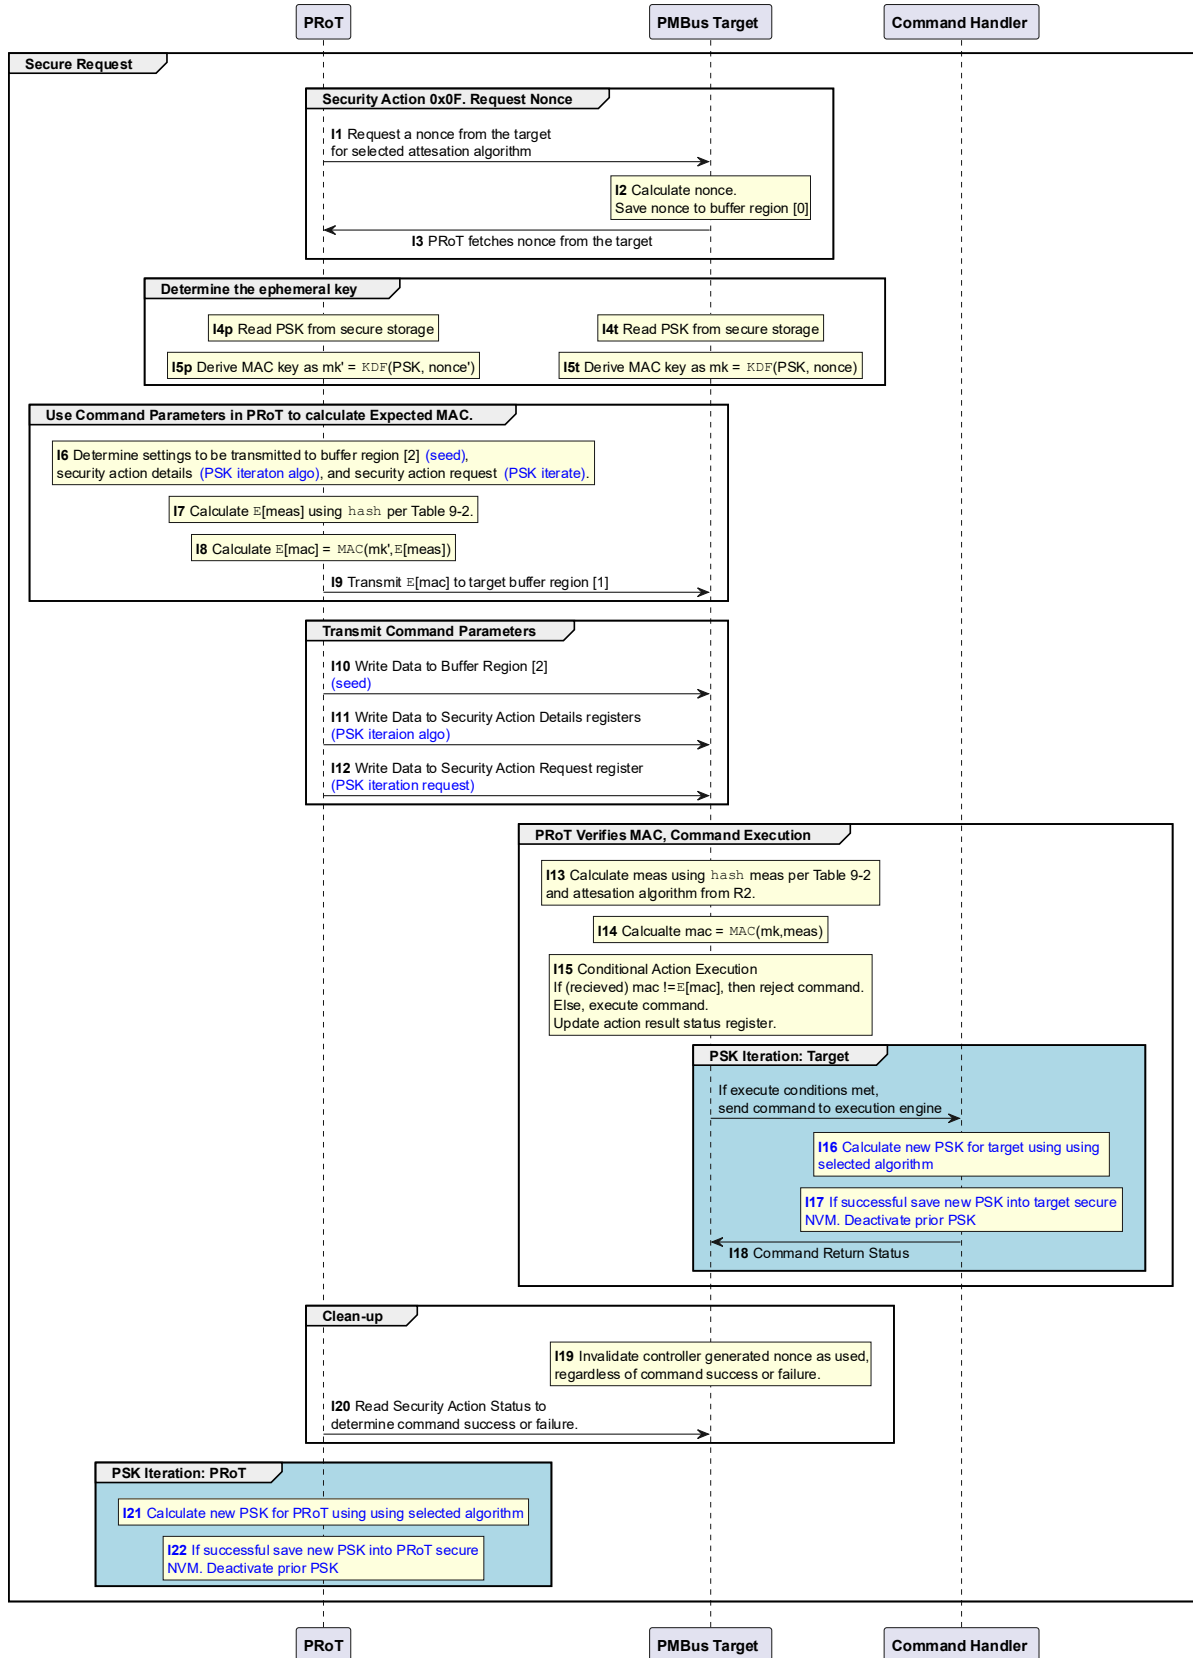 PRoT
PMBus Target
Command Handler
Secure Request
Security Action 0x0F. Request Nonce
I1 Request a nonce from the target
for selected attesation algorithm
I2 Calculate nonce.
Save nonce to buffer region [0]
I3 PRoT fetches nonce from the target
Determine the ephemeral key
I4p Read PSK from secure storage
I4t Read PSK from secure storage
I5p Derive MAC key as mk' = KDF(PSK, nonce')
I5t Derive MAC key as mk = KDF(PSK, nonce)
Use Command Parameters in PRoT to calculate Expected MAC.
I6 Determine settings to be transmitted to buffer region [2] (seed),
security action details (PSK iteraton algo), and security action request (PSK iterate).
I7 Calculate E[meas] using hash per Table 9-2.
I8 Calculate E[mac] = MAC(mk',E[meas])
I9 Transmit E[mac] to target buffer region [1]
Transmit Command Parameters
I10 Write Data to Buffer Region [2]
(seed)
I11 Write Data to Security Action Details registers
(PSK iteraion algo)
I12 Write Data to Security Action Request register
(PSK iteration request)
PRoT Verifies MAC, Command Execution
I13 Calculate meas using hash meas per Table 9-2
and attesation algorithm from R2.
I14 Calcualte mac = MAC(mk,meas)
I15 Conditional Action Execution
If (recieved) mac !=E[mac], then reject command.
Else, execute command.
Update action result status register.
PSK Iteration: Target
If execute conditions met,
send command to execution engine
I16 Calculate new PSK for target using using
selected algorithm
I17 If successful save new PSK into target secure
NVM. Deactivate prior PSK
I18 Command Return Status
Clean-up
I19 Invalidate controller generated nonce as used,
regardless of command success or failure.
I20 Read Security Action Status to
determine command success or failure.
PSK Iteration: PRoT
I21 Calculate new PSK for PRoT using using selected algorithm
I22 If successful save new PSK into PRoT secure
NVM. Deactivate prior PSK
PRoT
PMBus Target
Command Handler